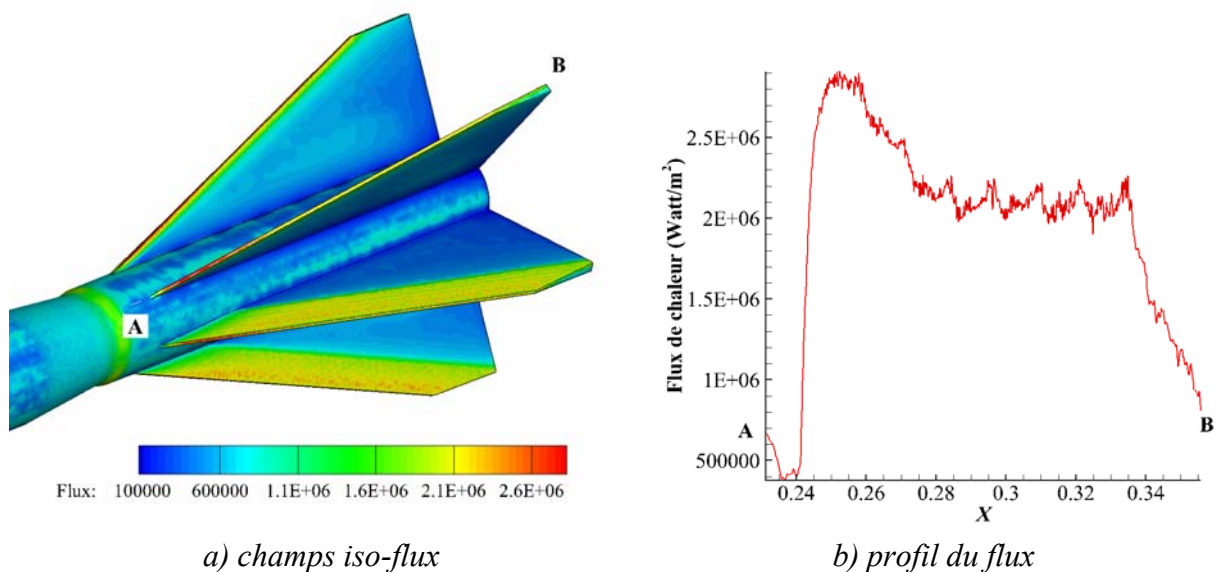 B
A
Flux: 100000 600000 1.1E+06 1.6E+06 2.1E+06 2.6E+06
a) champs iso-flux
Flux de chaleur (Watt/m²)
2.5E+06
2E+06
1.5E+06
1E+06
500000
A
B
0.24 0.26 0.28 0.3 0.32 0.34
X
b) profil du flux